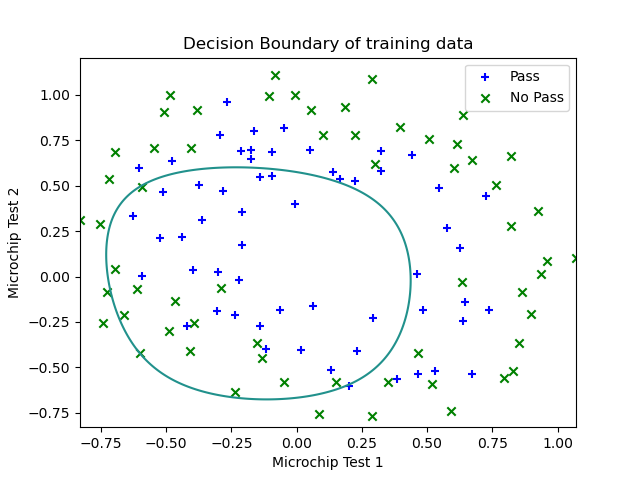 Decision Boundary of training data
Pass
No Pass
1.00
0.75
0.50
0.25
0.00
−0.25
−0.50
−0.75
Microchip Test 2
−0.75 −0.50 −0.25 0.00 0.25 0.50 0.75 1.00
Microchip Test 1